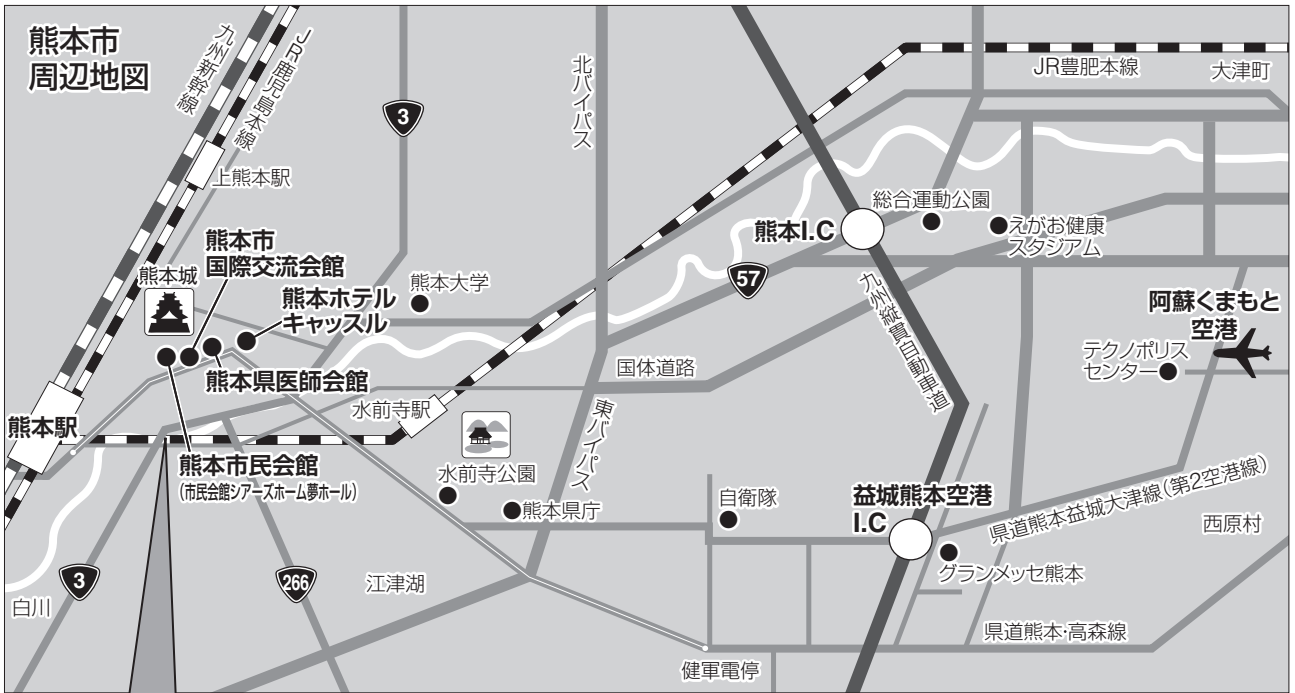 熊本市
周辺地図
九州新幹線
JR鹿児島本線
3
北バイパス
JR豊肥本線
大津町
上熊本駅
総合運動公園
熊本I.C
えがお健康
スタジアム
熊本市
国際交流会館
熊本城
熊本ホテル
キャッスル
熊本大学
57
九州縦貫自動車道
阿蘇くまもと
空港
テクノポリス
センター
熊本県医師会館
国体道路
水前寺駅
東バイパス
熊本駅
熊本市民会館
(市民会館シアーズホーム夢ホール)
水前寺公園
熊本県庁
自衛隊
益城熊本空港
I.C
県道熊本益城大津線(第2空港線)
西原村
グランメッセ熊本
3
266
江津湖
白川
県道熊本・高森線
健軍電停